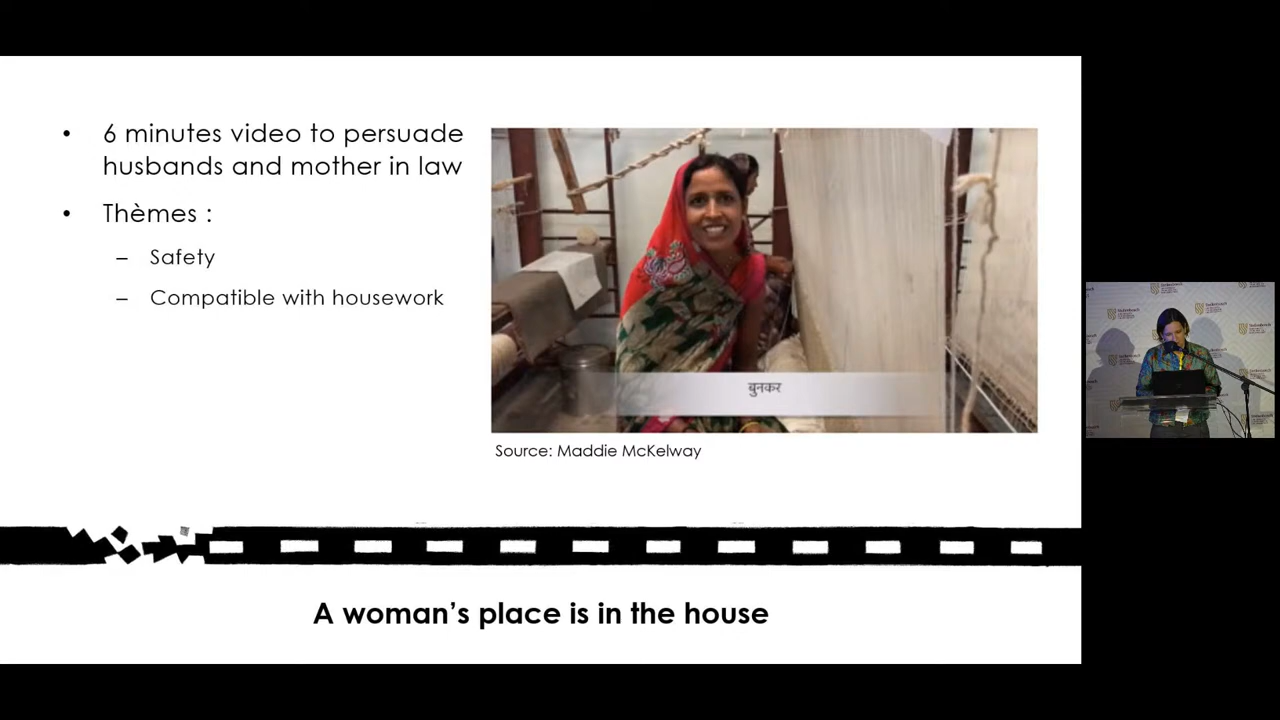 • 6 minutes video to persuade
husbands and mother in law
• Thèmes :
– Safety
– Compatible with housework
बुनकर
Source: Maddie McKelway
A woman's place is in the house